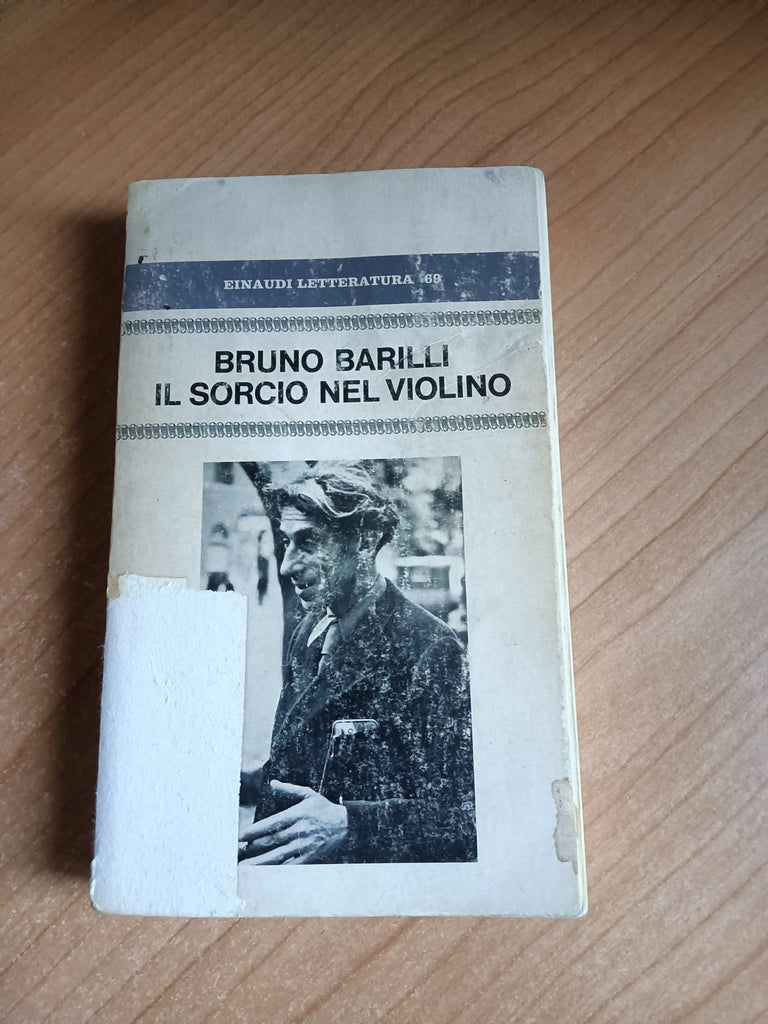 EINAUDI LETTERATURA 69
BRUNO BARILLI
IL SORCIO NEL VIOLINO